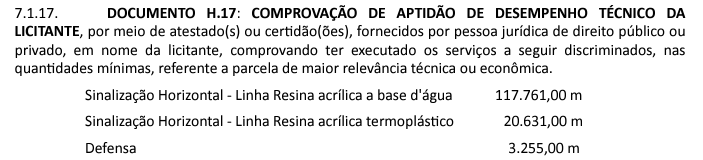 7.1.17. DOCUMENTO H.17: COMPROVAÇÃO DE APTIDÃO DE DESEMPENHO TÉCNICO DA
LICITANTE, por meio de atestado(s) ou certidão(ões), fornecidos por pessoa jurídica de direito público ou
privado, em nome da licitante, comprovando ter executado os serviços a seguir discriminados, nas
quantidades mínimas, referente a parcela de maior relevância técnica ou econômica.
Sinalização Horizontal - Linha Resina acrílica a base d'água 117.761,00 m
Sinalização Horizontal - Linha Resina acrílica termoplástico 20.631,00 m
Defensa 3.255,00 m